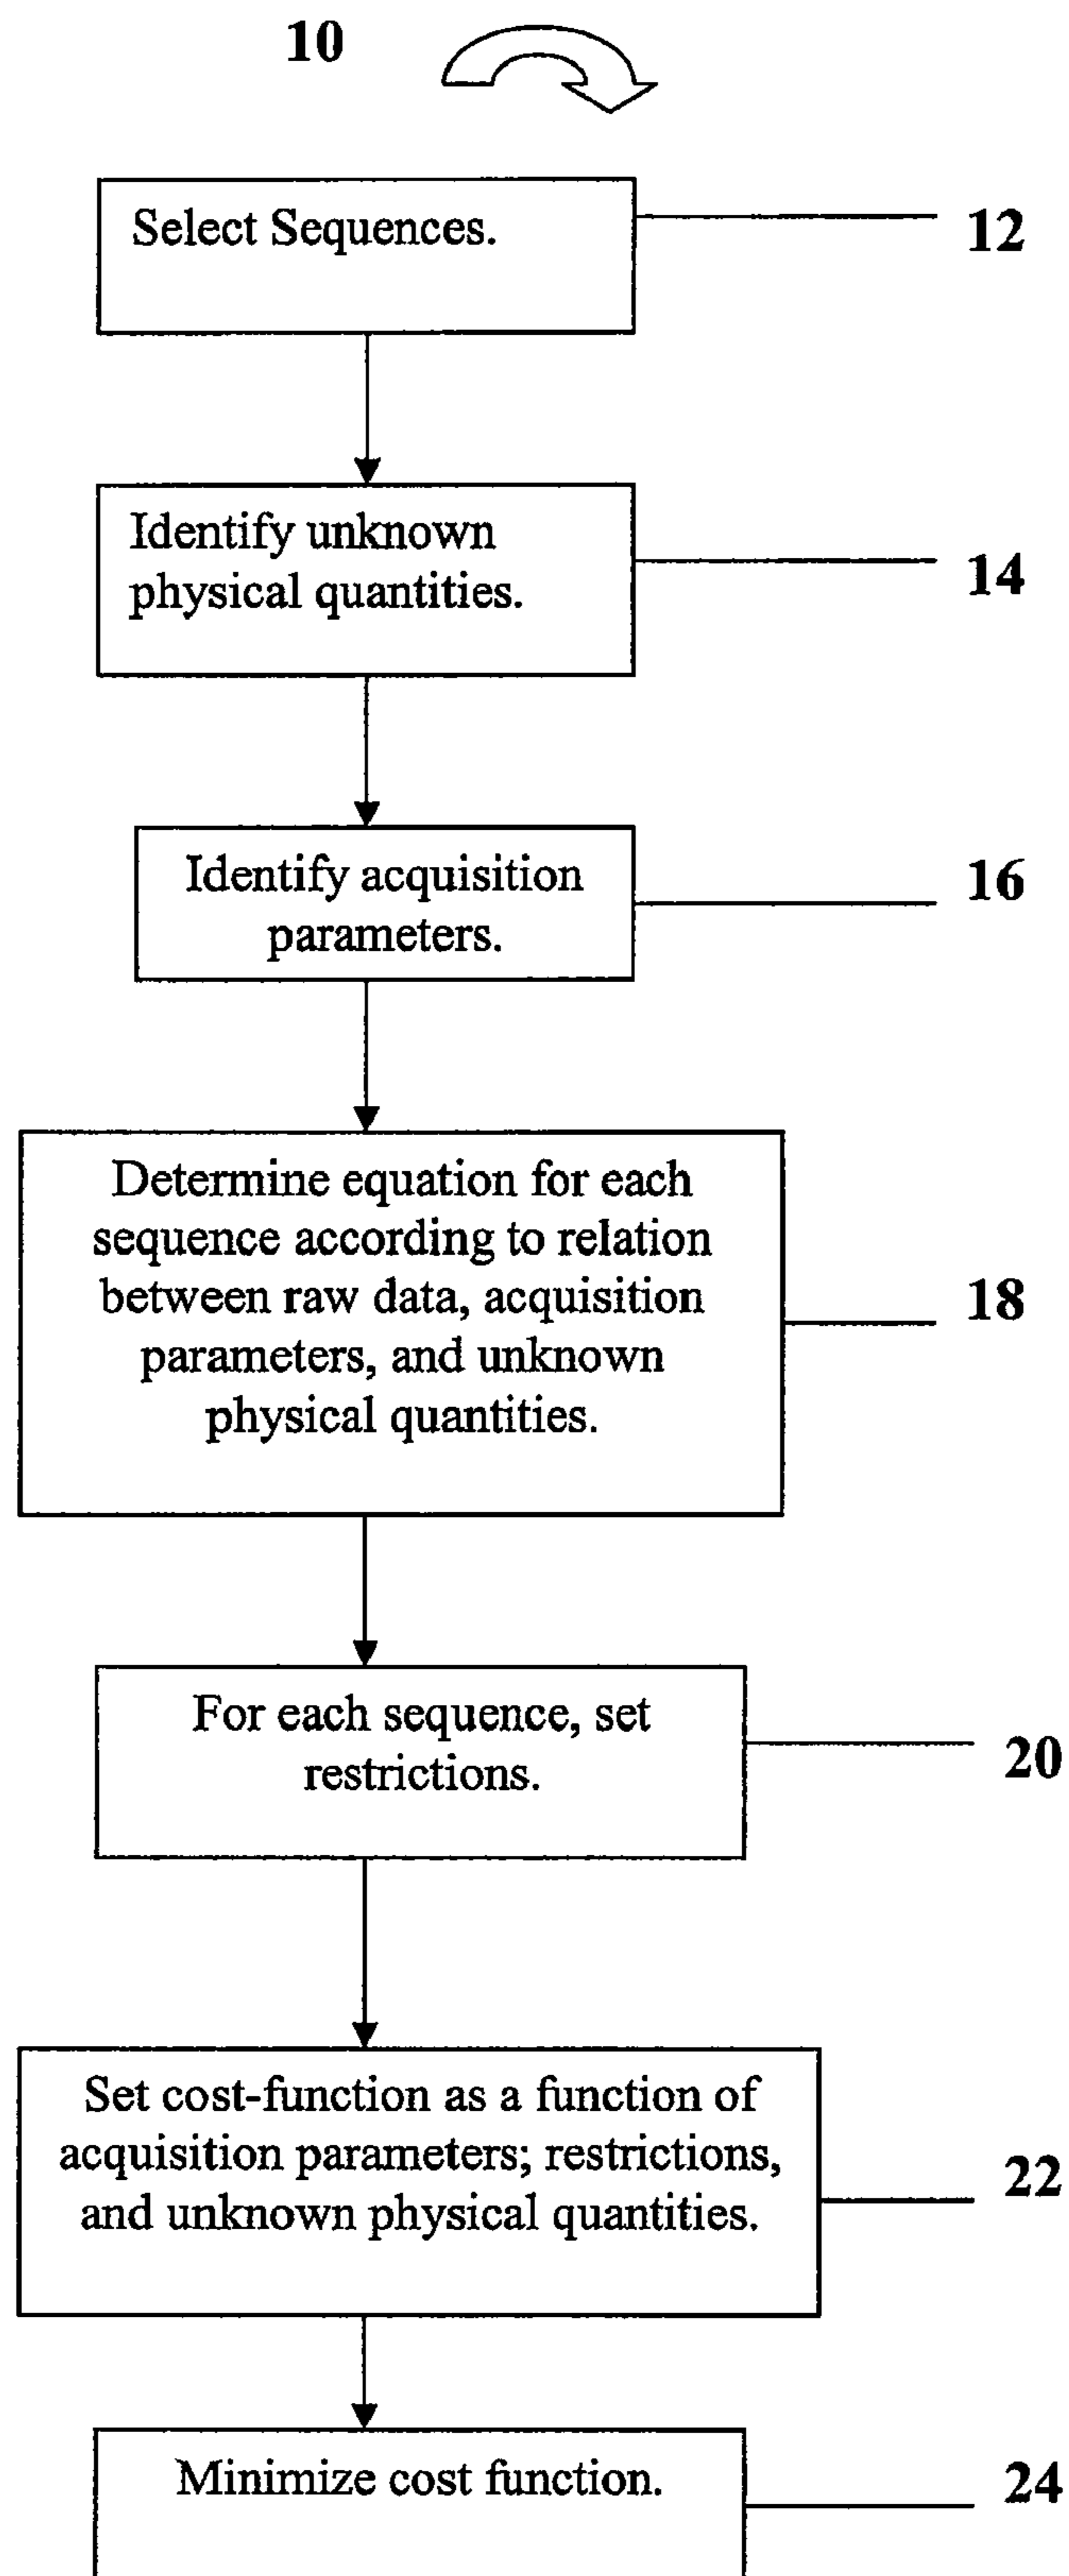 10
Select Sequences.
12
Identify unknown
physical quantities.
14
Identify acquisition
parameters.
16
Determine equation for each
sequence according to relation
between raw data, acquisition
parameters, and unknown
physical quantities.
18
For each sequence, set
restrictions.
20
Set cost-function as a function of
acquisition parameters; restrictions,
and unknown physical quantities.
22
Minimize cost function.
24